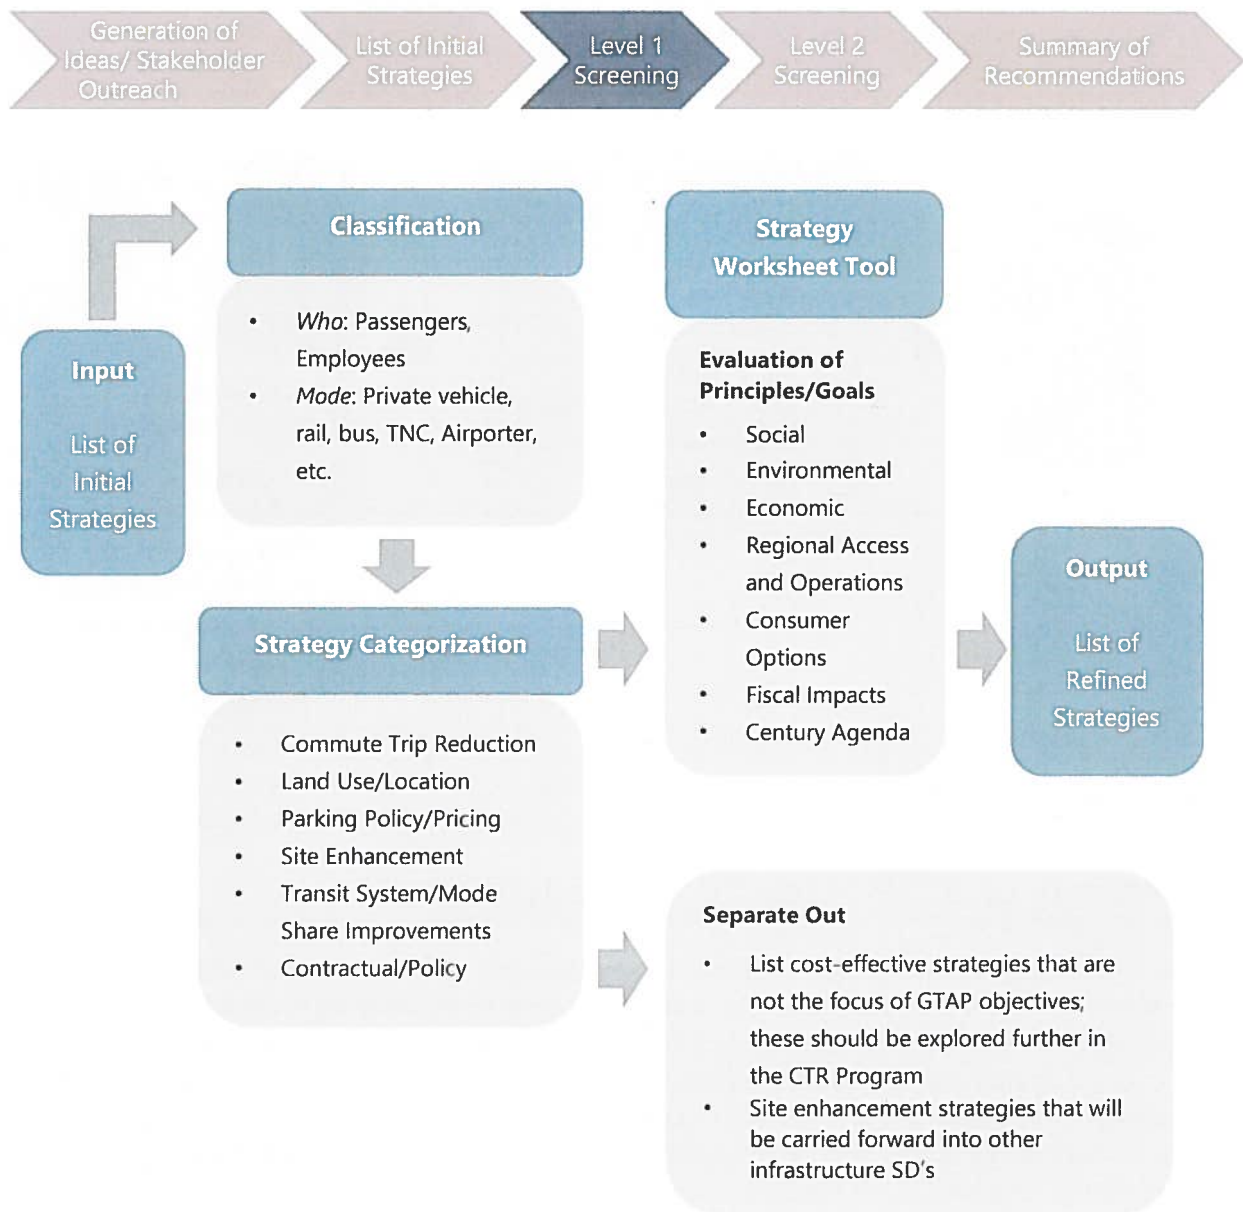 Generation of
Ideas/ Stakeholder
Outreach
List of Initial
Strategies
Level 1
Screening
Level 2
Screening
Summary of
Recommendations
Input
List of
Initial
Strategies
Classification
• Who: Passengers,
Employees
• Mode: Private vehicle,
rail, bus, TNC, Airporter,
etc.
Strategy Categorization
• Commute Trip Reduction
• Land Use/Location
• Parking Policy/Pricing
• Site Enhancement
• Transit System/Mode
Share Improvements
• Contractual/Policy
Strategy
Worksheet Tool
Evaluation of
Principles/Goals
• Social
• Environmental
• Economic
• Regional Access
and Operations
• Consumer
Options
• Fiscal Impacts
• Century Agenda
Output
List of
Refined
Strategies
Separate Out
• List cost-effective strategies that are
not the focus of GTAP objectives;
these should be explored further in
the CTR Program
• Site enhancement strategies that will
be carried forward into other
infrastructure SD's